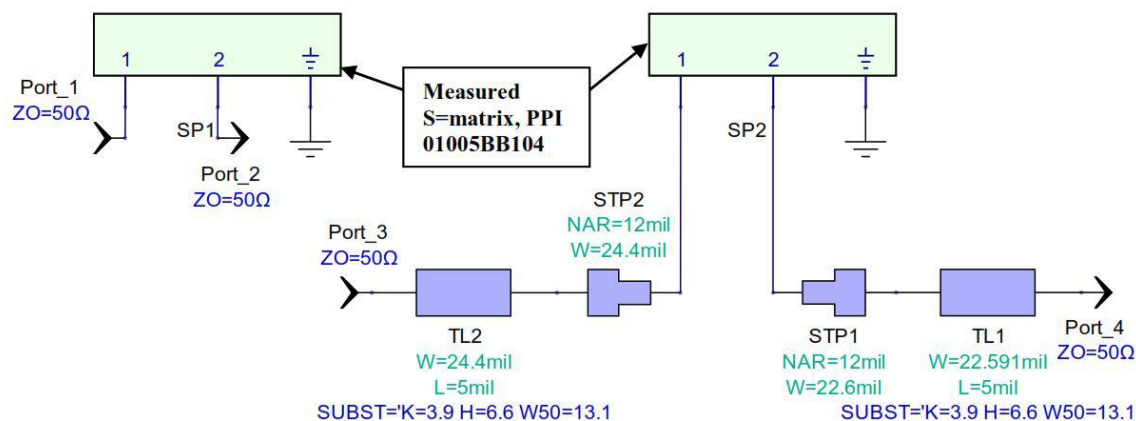 1 2
1 2
Port_1
ZO=50Ω
Measured
S=matrix, PPI
01005BB104
SP1
SP2
Port_2
ZO=50Ω
STP2
NAR=12mil
W=24.4mil
Port_3
ZO=50Ω
TL2
W=24.4mil
L=5mil
SUBST='K=3.9 H=6.6 W50=13.1
STP1
NAR=12mil
W=22.6mil
TL1
W=22.591mil
L=5mil
SUBST='K=3.9 H=6.6 W50=13.1
Port_4
ZO=50Ω